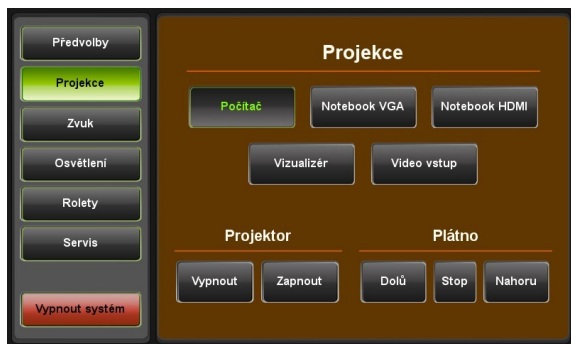 Předvolby
Projekce
Zvuk
Osvětlení
Rolety
Servis
Vypnout systém
Projekce
Počítač
Notebook VGA
Notebook HDMI
Vizualizér
Video vstup
Projektor
Plátno
Vypnout
Zapnout
Dolů
Stop
Nahoru